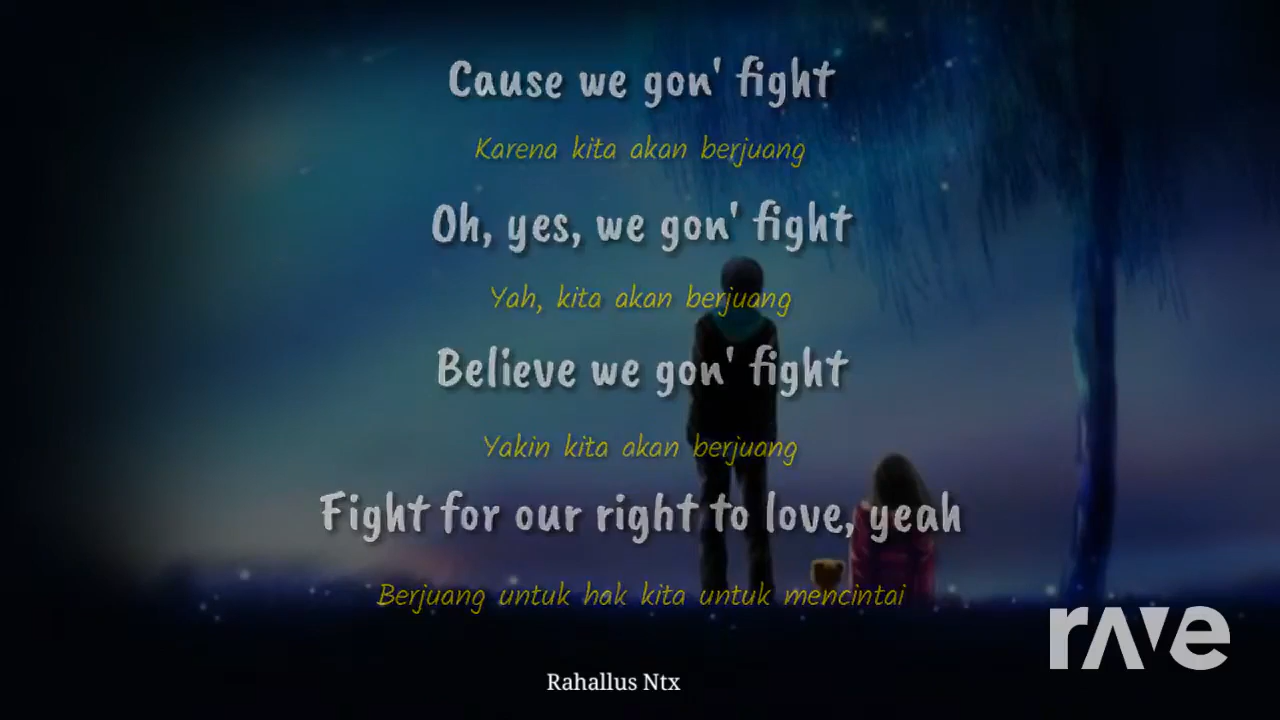 Cause we gon' fight
Karena kita akan berjuang
Oh, yes, we gon' fight
Yah, kita akan berjuang
Believe we gon' fight
Yakin kita akan berjuang
Fight for our right to love, yeah
Berjuang untuk hak kita untuk mencintai
rave
Rahallus Ntx